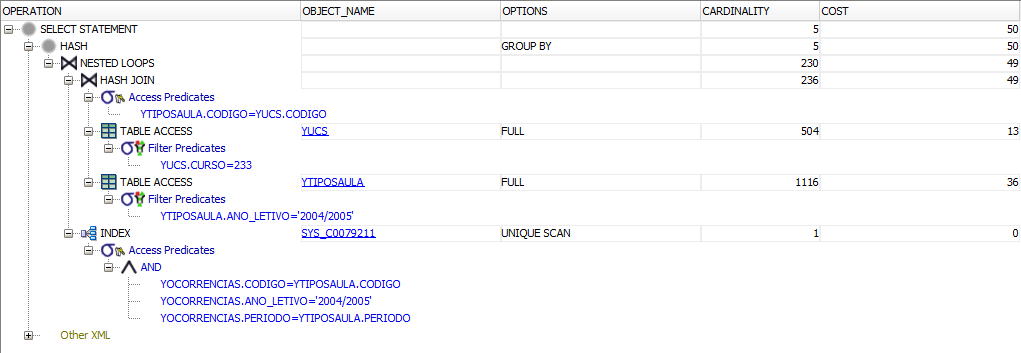 OPERATION OBJECT_NAME OPTIONS CARDINALITY COST
SELECT STATEMENT 5 50
HASH GROUP BY 5 50
NESTED LOOPS 230 49
HASH JOIN 236 49
Access Predicates
YTIPOSAULA.CODIGO=YUCS.CODIGO
TABLE ACCESS YUCS FULL 504 13
Filter Predicates
YUCS.CURSO=233
TABLE ACCESS YTIPOSAULA FULL 1116 36
Filter Predicates
YTIPOSAULA.ANO_LETIVO='2004/2005'
INDEX SYS_C0079211 UNIQUE SCAN 1 0
Access Predicates
AND
YOCORRENCIAS.CODIGO=YTIPOSAULA.CODIGO
YOCORRENCIAS.ANO_LETIVO='2004/2005'
YOCORRENCIAS.PERIODO=YTIPOSAULA.PERIODO
Other XML